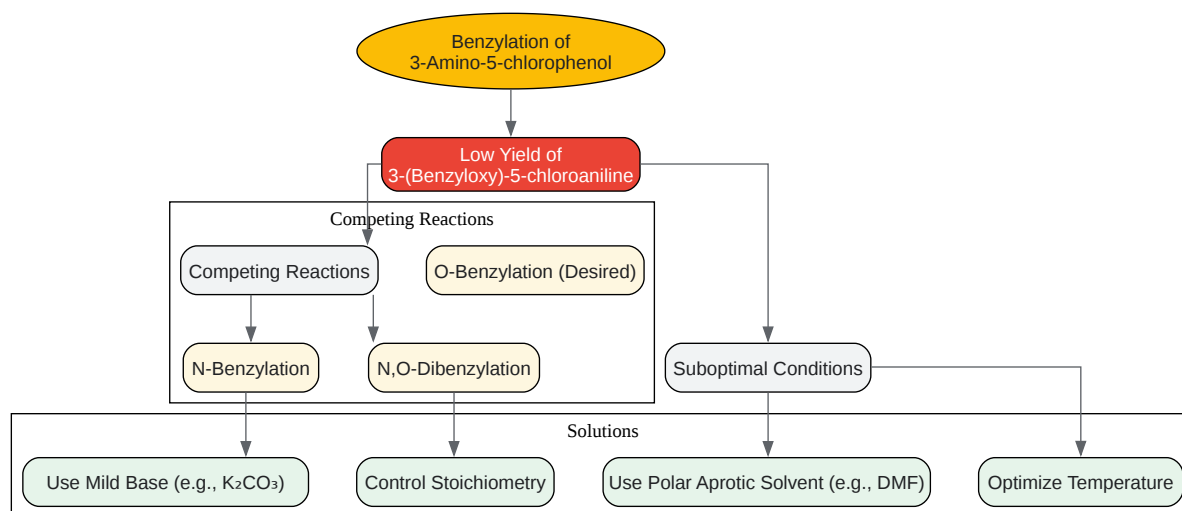 Benzylation of
3-Amino-5-chlorophenol
Low Yield of
3-(Benzyloxy)-5-chloroaniline
Competing Reactions
Competing Reactions
O-Benzylation (Desired)
N-Benzylation
N,O-Dibenzylation
Suboptimal Conditions
Solutions
Use Mild Base (e.g., K₂CO₃)
Control Stoichiometry
Use Polar Aprotic Solvent (e.g., DMF)
Optimize Temperature